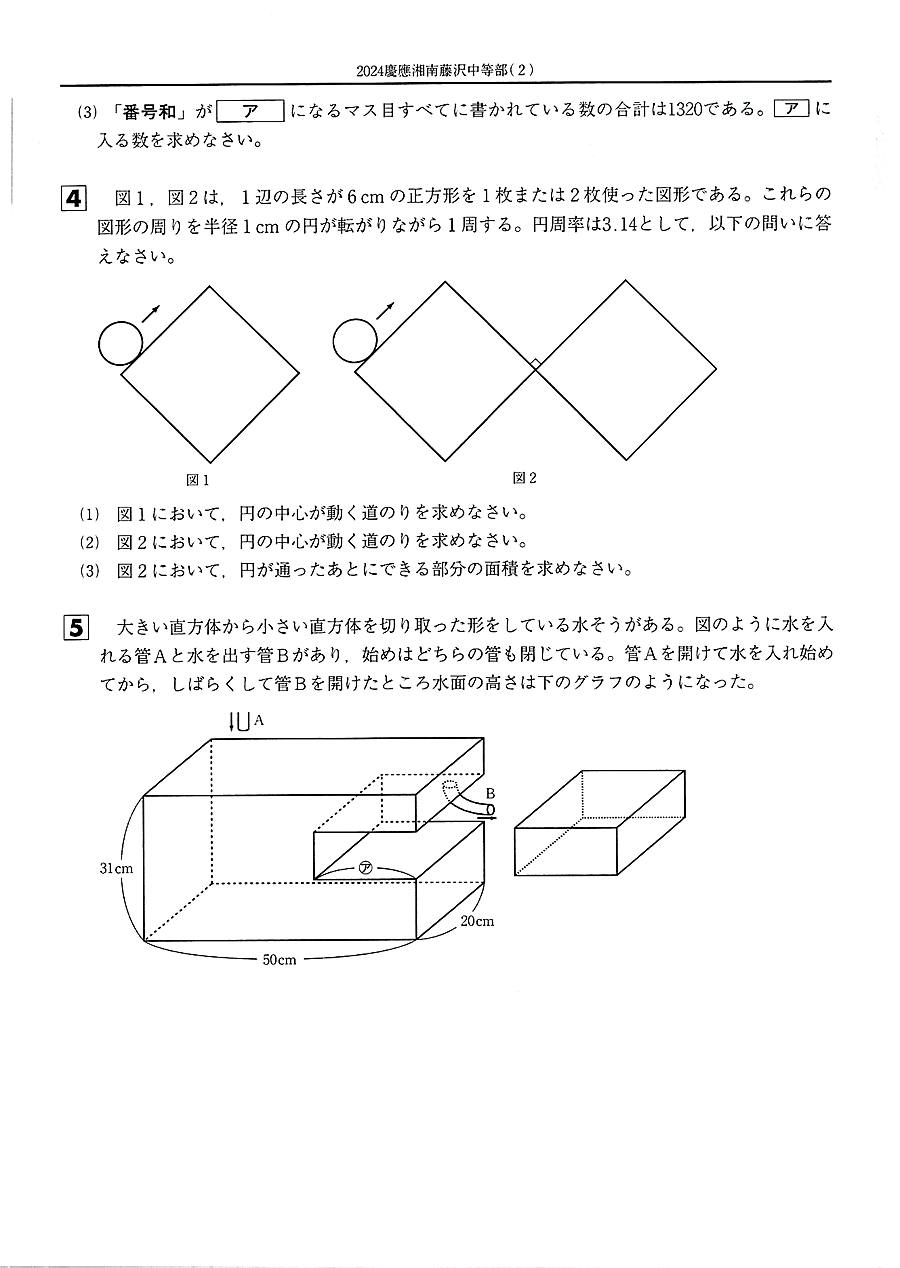 2024慶應湘南藤沢中等部(2)
(3) 「番号和」が ア になるマス目すべてに書かれている数の合計は1320である。ア に
入る数を求めなさい。
4 図1，図2は，1辺の長さが6cmの正方形を1枚または2枚使った図形である。これらの
図形の周りを半径1cmの円が転がりながら1周する。円周率は3.14として，以下の問いに答
えなさい。
図1
図2
(1) 図1において，円の中心が動く道のりを求めなさい。
(2) 図2において，円の中心が動く道のりを求めなさい。
(3) 図2において，円が通ったあとにできる部分の面積を求めなさい。
5 大きい直方体から小さい直方体を切り取った形をしている水そうがある。図のように水を入
れる管Aと水を出す管Bがあり，始めはどちらの管も閉じている。管Aを開けて水を入れ始め
てから，しばらくして管Bを開けたところ水面の高さは下のグラフのようになった。
A
B
31cm
㋐
20cm
50cm